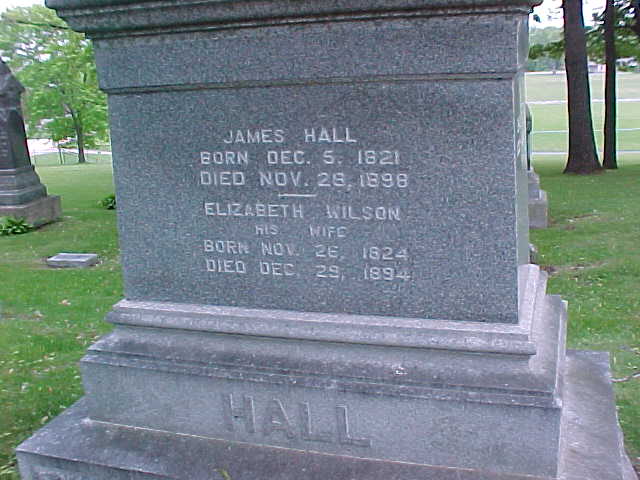 JAMES HALL
BORN DEC. 5. 1821
DIED NOV. 28, 1898
ELIZABETH WILSON
HIS WIFE
BORN NOV. 26, 1824
DIED DEC. 29, 1894
HALL